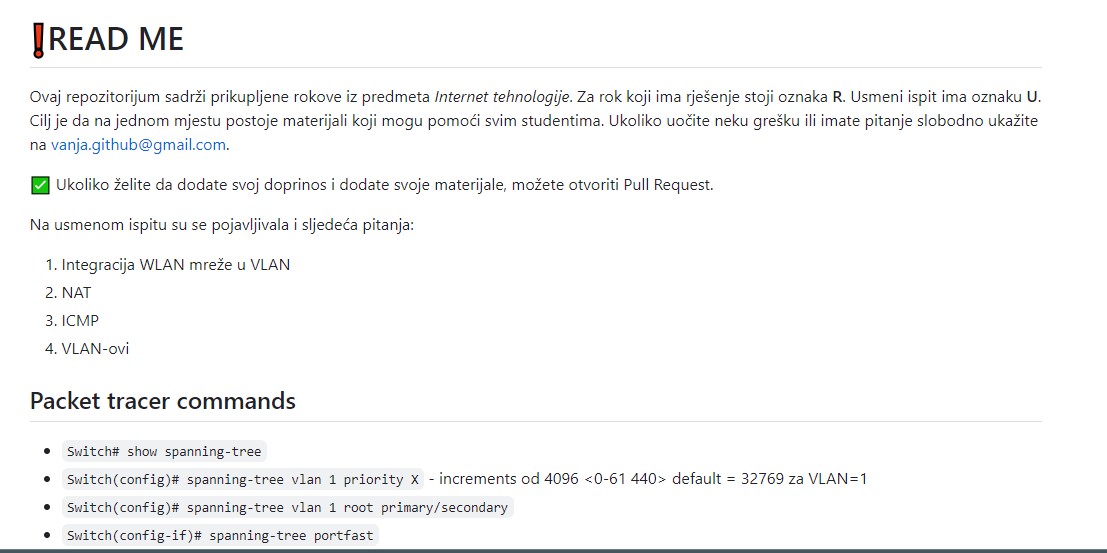 ❗READ ME
Ovaj repozitorijum sadrži prikupljene rokove iz predmeta Internet tehnologije. Za rok koji ima rješenje stoji oznaka R. Usmeni ispit ima oznaku U.
Cilj je da na jednom mjestu postoje materijali koji mogu pomoći svim studentima. Ukoliko uočite neku grešku ili imate pitanje slobodno ukažite
na vanja.github@gmail.com.
✅ Ukoliko želite da dodate svoj doprinos i dodate svoje materijale, možete otvoriti Pull Request.
Na usmenom ispitu su se pojavljivala i sljedeća pitanja:
1. Integracija WLAN mreže u VLAN
2. NAT
3. ICMP
4. VLAN-ovi
Packet tracer commands
• Switch# show spanning-tree
• Switch(config)# spanning-tree vlan 1 priority X - increments od 4096 <0-61 440> default = 32769 za VLAN=1
• Switch(config)# spanning-tree vlan 1 root primary/secondary
• Switch(config-if)# spanning-tree portfast